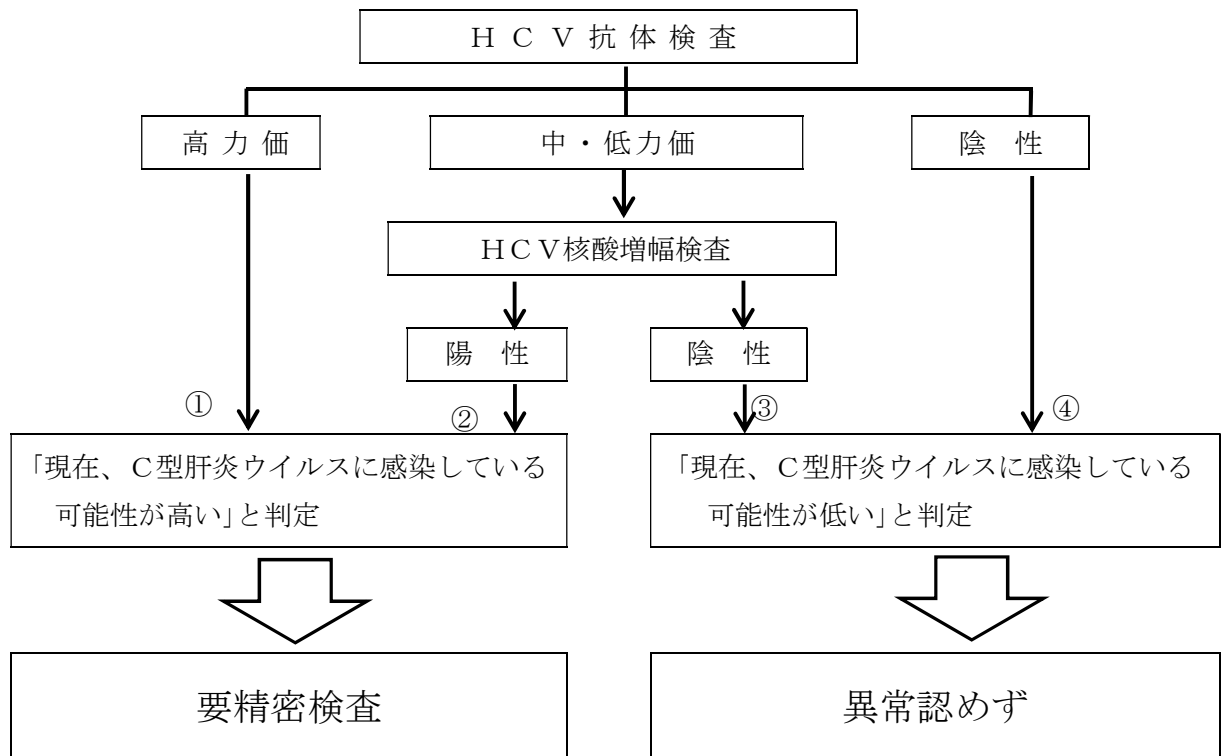 ＨＣＶ抗体検査
高力価
中・低力価
陰性
ＨＣＶ核酸増幅検査
陽性
陰性
①
②
③
④
「現在、Ｃ型肝炎ウイルスに感染している
可能性が高い」と判定
「現在、Ｃ型肝炎ウイルスに感染している
可能性が低い」と判定
要精密検査
異常認めず